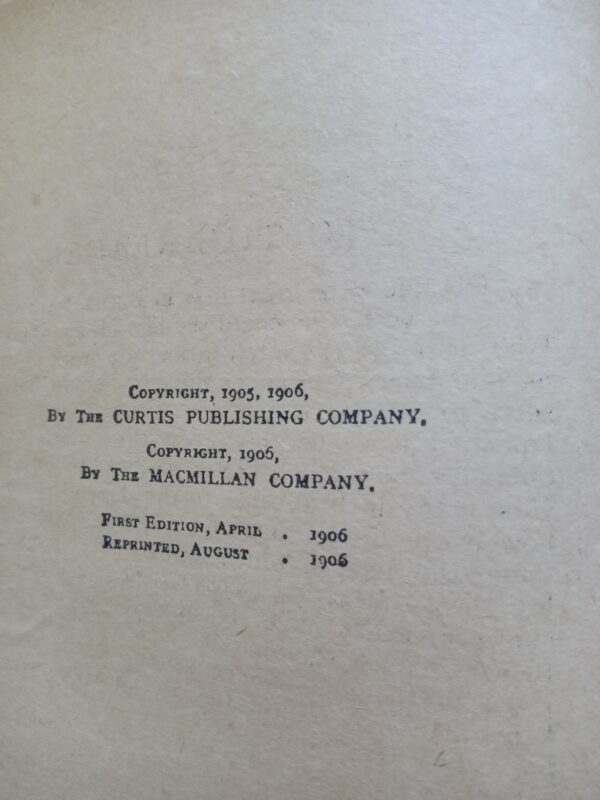 COPYRIGHT, 1905, 1906,
BY THE CURTIS PUBLISHING COMPANY.
COPYRIGHT, 1906,
BY THE MACMILLAN COMPANY.
FIRST EDITION, APRIL . 1906
REPRINTED, AUGUST . 1906